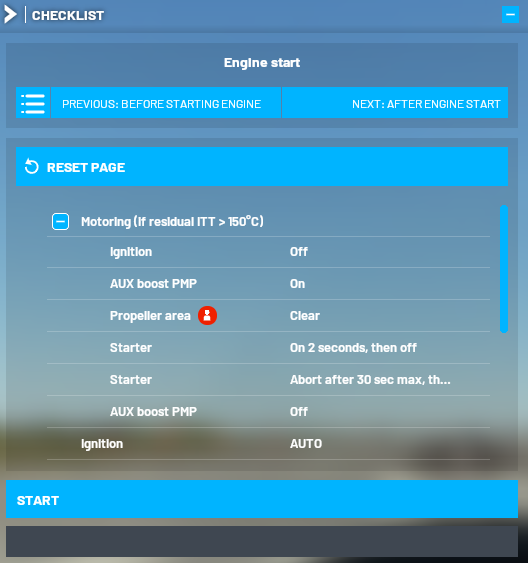 CHECKLIST
Engine start
PREVIOUS: BEFORE STARTING ENGINE
NEXT: AFTER ENGINE START
RESET PAGE
Motoring (If residual ITT > 150°C)
Ignition Off
AUX boost PMP On
Propeller area Clear
Starter On 2 seconds, then off
Starter Abort after 30 sec max, th...
AUX boost PMP Off
Ignition AUTO
START